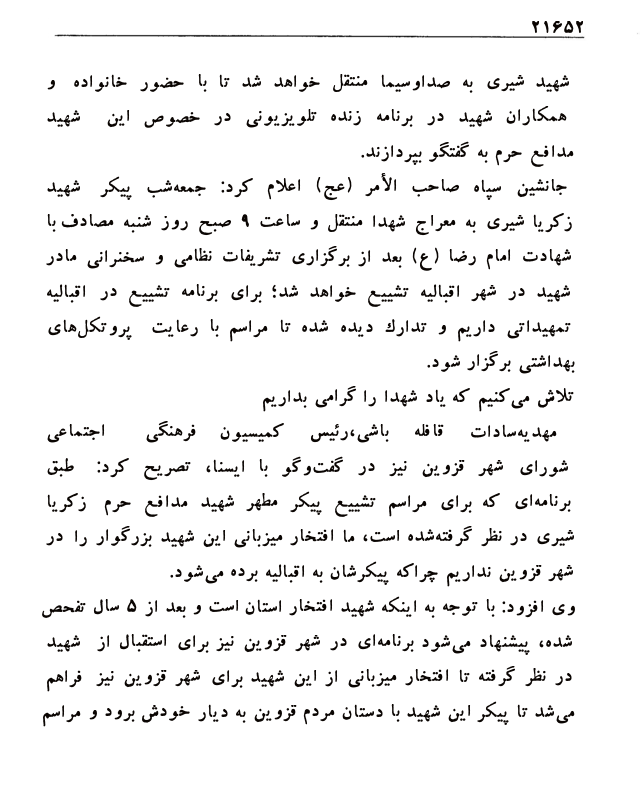 ۲۱۶۵۲
شهید شیری به صداوسیما منتقل خواهد شد تا با حضور خانواده و
همکاران شهید در برنامه زنده تلویزیونی در خصوص این شهید
مدافع حرم به گفتگو بپردازند.
جانشین سپاه صاحب الأمر (عج) اعلام کرد: جمعه‌شب پیکر شهید
زکریا شیری به معراج شهدا منتقل و ساعت ۹ صبح روز شنبه مصادف با
شهادت امام رضا (ع) بعد از برگزاری تشریفات نظامی و سخنرانی مادر
شهید در شهر اقبالیه تشییع خواهد شد؛ برای برنامه تشییع در اقبالیه
تمهیداتی داریم و تدارك دیده شده تا مراسم با رعایت پروتکل‌های
بهداشتی برگزار شود.
تلاش می‌کنیم که یاد شهدا را گرامی بداریم
مهدیه‌سادات قافله باشی،رئیس کمیسیون فرهنگی اجتماعی
شورای شهر قزوین نیز در گفت‌وگو با ایسنا، تصریح کرد: طبق
برنامه‌ای که برای مراسم تشییع پیکر مطهر شهید مدافع حرم زکریا
شیری در نظر گرفته‌شده است، ما افتخار میزبانی این شهید بزرگوار را در
شهر قزوین نداریم چراکه پیکرشان به اقبالیه برده می‌شود.
وی افزود: با توجه به اینکه شهید افتخار استان است و بعد از ۵ سال تفحص
شده، پیشنهاد می‌شود برنامه‌ای در شهر قزوین نیز برای استقبال از شهید
در نظر گرفته تا افتخار میزبانی از این شهید برای شهر قزوین نیز فراهم
می‌شد تا پیکر این شهید با دستان مردم قزوین به دیار خودش برود و مراسم